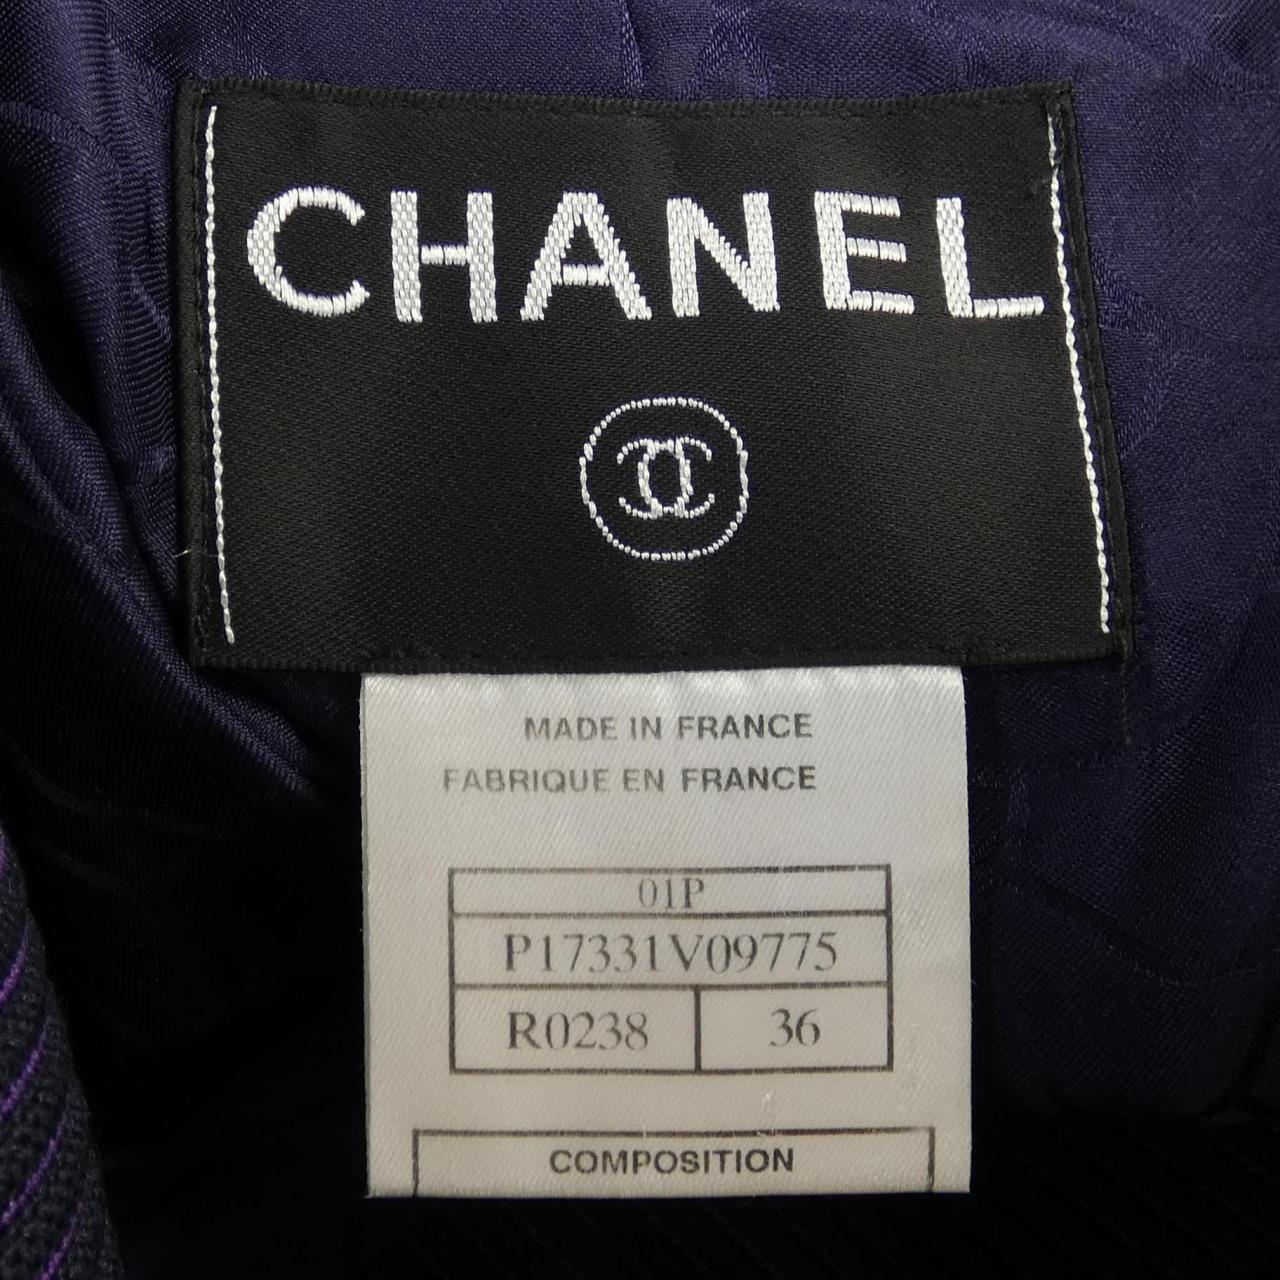 CHANEL
MADE IN FRANCE
FABRIQUE EN FRANCE
01P
P17331V09775
R0238 36
COMPOSITION